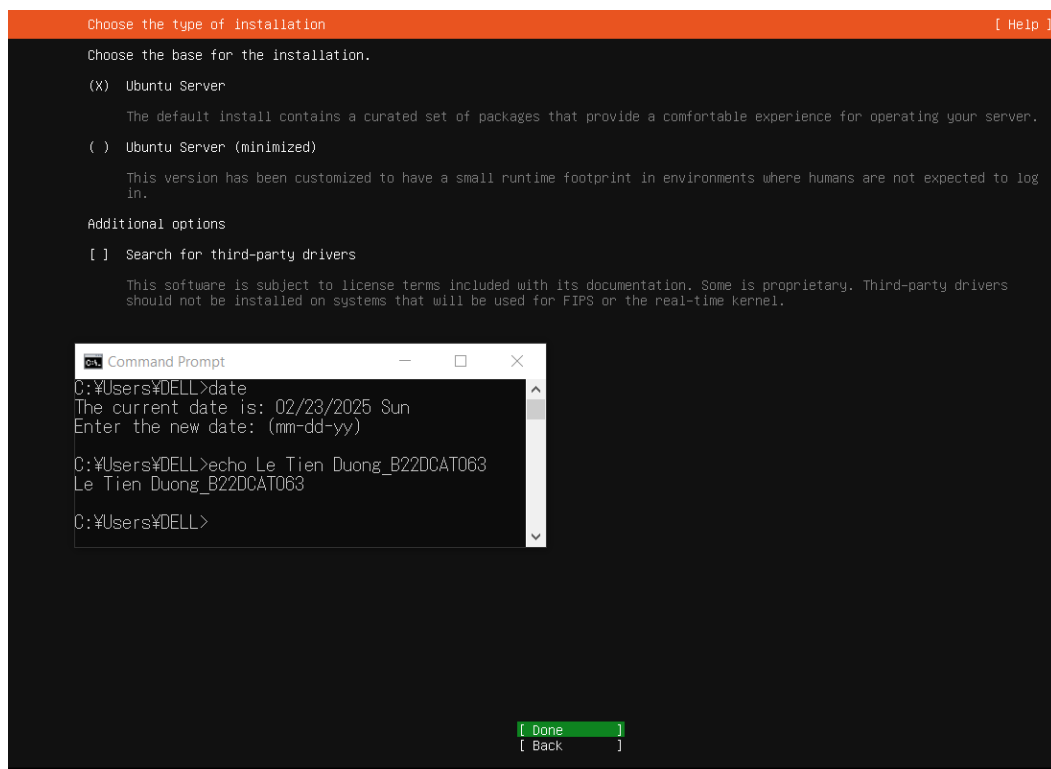 Choose the type of installation [ Help ]
Choose the base for the installation.
(X) Ubuntu Server
The default install contains a curated set of packages that provide a comfortable experience for operating your server.
( ) Ubuntu Server (minimized)
This version has been customized to have a small runtime footprint in environments where humans are not expected to log
in.
Additional options
[ ] Search for third-party drivers
This software is subject to license terms included with its documentation. Some is proprietary. Third-party drivers
should not be installed on systems that will be used for FIPS or the real-time kernel.
Command Prompt
C:¥Users¥DELL>date
The current date is: 02/23/2025 Sun
Enter the new date: (mm-dd-yy)
C:¥Users¥DELL>echo Le Tien Duong_B22DCAT063
Le Tien Duong_B22DCAT063
C:¥Users¥DELL>
[ Done ]
[ Back ]